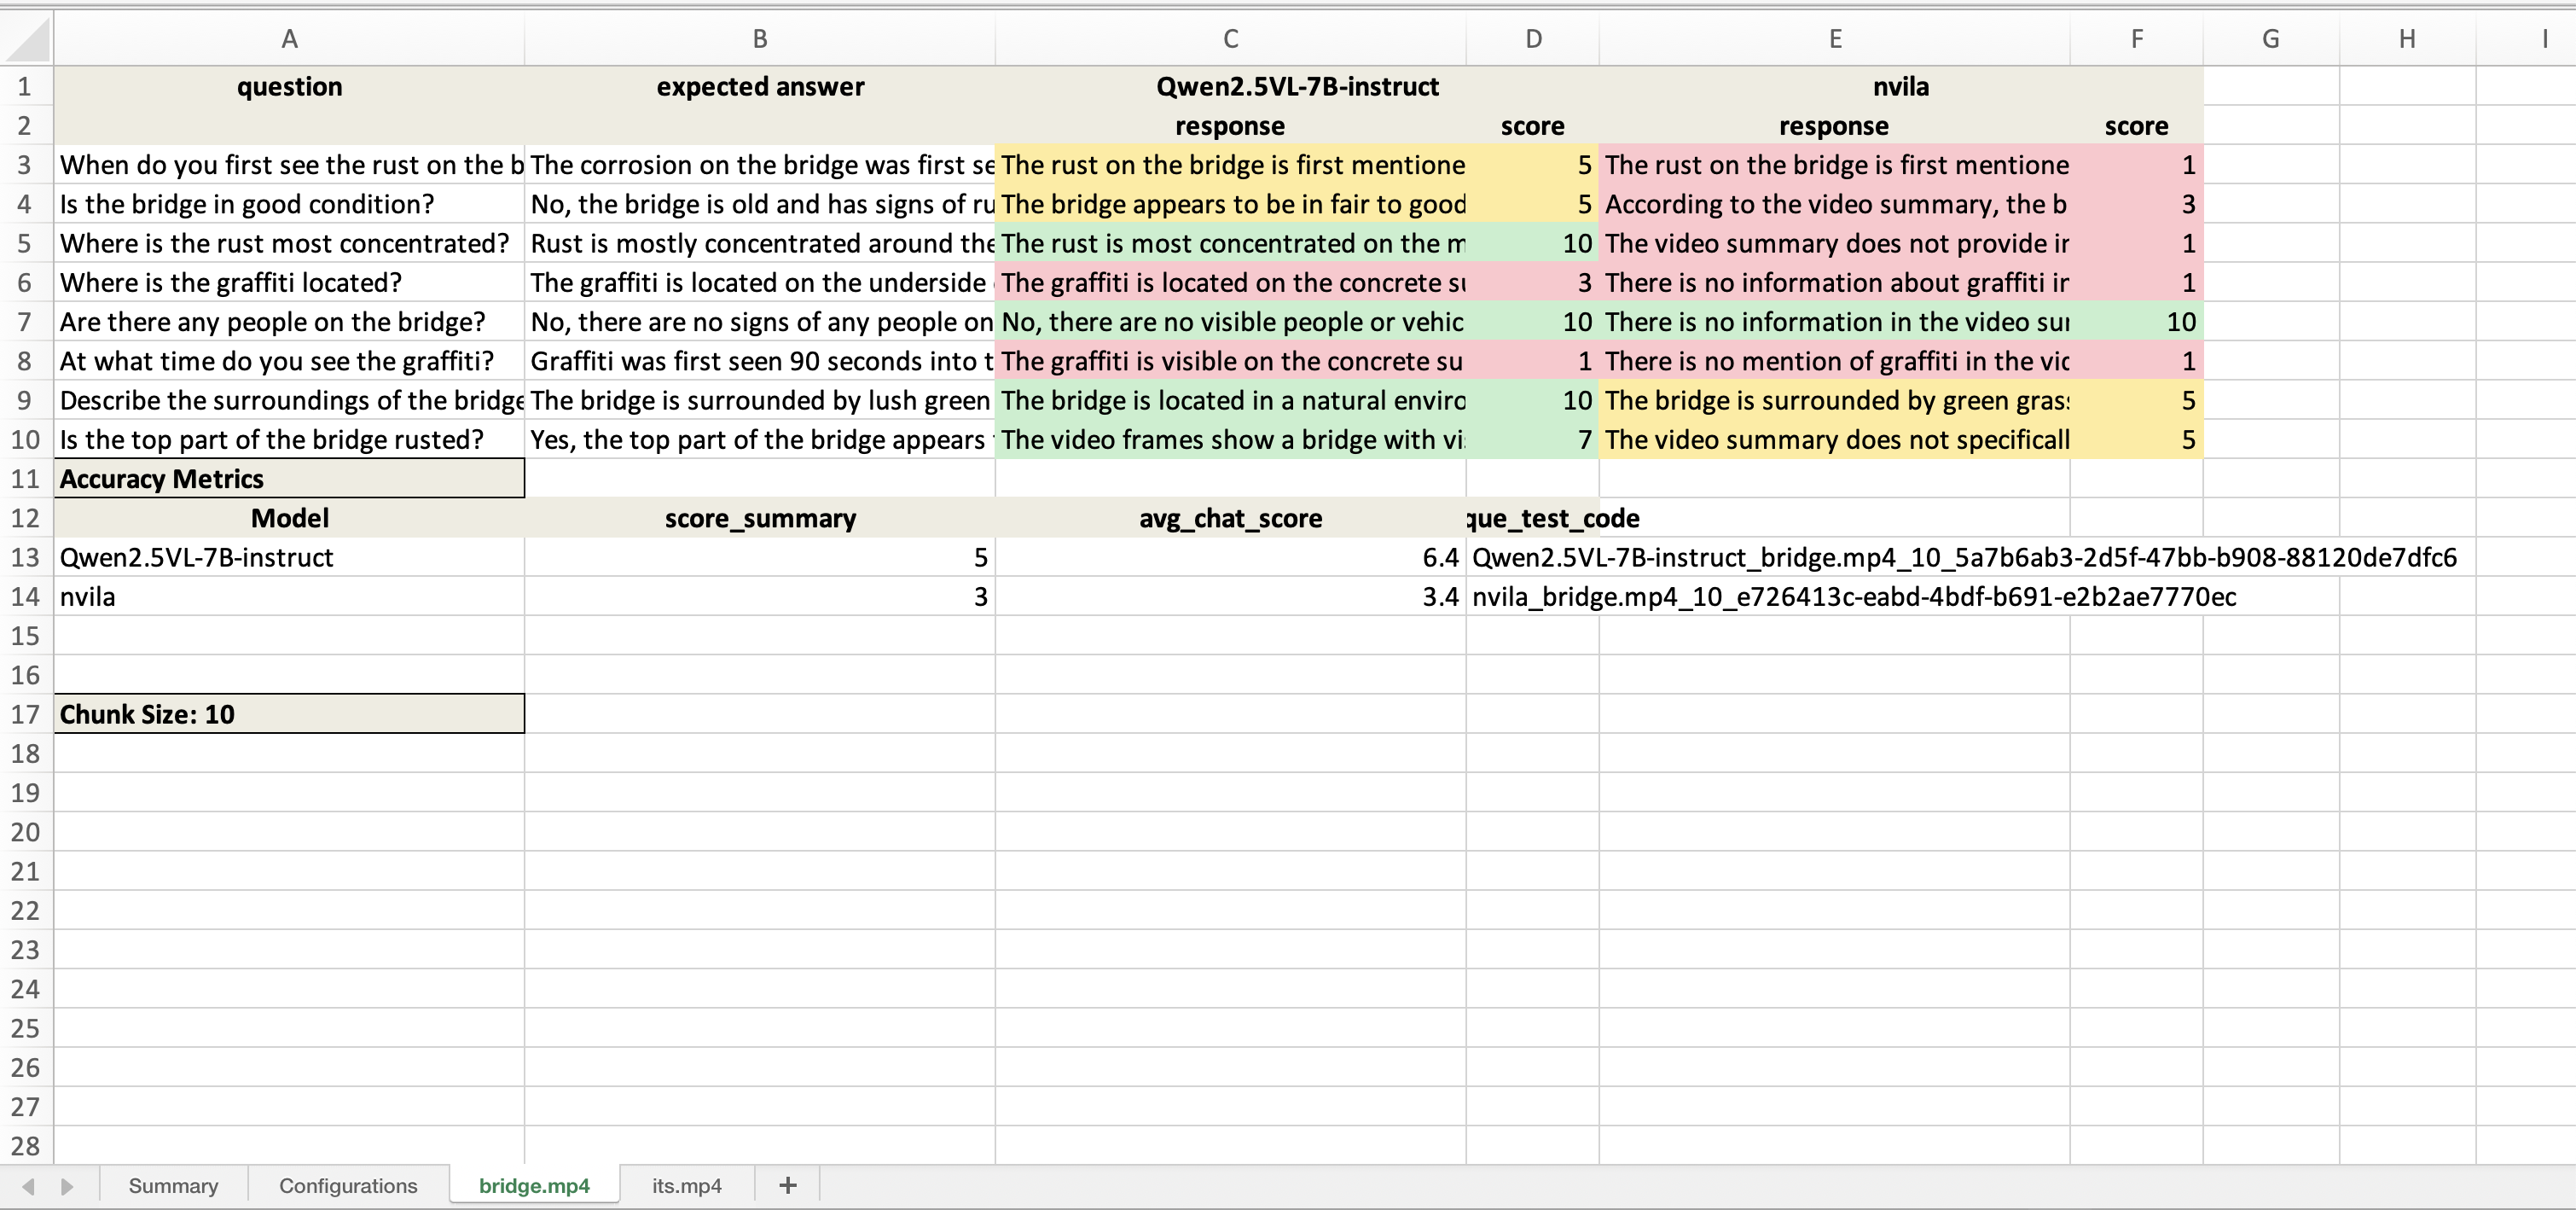 A B C D E F G H I
1 question expected answer Qwen2.5VL-7B-instruct nvila
2 response score response score
3 When do you first see the rust on the b The corrosion on the bridge was first se The rust on the bridge is first mentione 5 The rust on the bridge is first mentione 1
4 Is the bridge in good condition? No, the bridge is old and has signs of ru The bridge appears to be in fair to good 5 According to the video summary, the b 3
5 Where is the rust most concentrated? Rust is mostly concentrated around the The rust is most concentrated on the m 10 The video summary does not provide ir 1
6 Where is the graffiti located? The graffiti is located on the underside The graffiti is located on the concrete su 3 There is no information about graffiti ir 1
7 Are there any people on the bridge? No, there are no signs of any people on No, there are no visible people or vehic 10 There is no information in the video sur 10
8 At what time do you see the graffiti? Graffiti was first seen 90 seconds into t The graffiti is visible on the concrete su 1 There is no mention of graffiti in the vic 1
9 Describe the surroundings of the bridge The bridge is surrounded by lush green The bridge is located in a natural enviro 10 The bridge is surrounded by green grass 5
10 Is the top part of the bridge rusted? Yes, the top part of the bridge appears The video frames show a bridge with vi 7 The video summary does not specificall 5
11 Accuracy Metrics
12 Model score_summary avg_chat_score que_test_code
13 Qwen2.5VL-7B-instruct 5 6.4 Qwen2.5VL-7B-instruct_bridge.mp4_10_5a7b6ab3-2d5f-47bb-b908-88120de7dfc6
14 nvila 3 3.4 nvila_bridge.mp4_10_e726413c-eabd-4bdf-b691-e2b2ae7770ec
15
16
17 Chunk Size: 10
18
19
20
21
22
23
24
25
26
27
28
Summary Configurations bridge.mp4 its.mp4 +